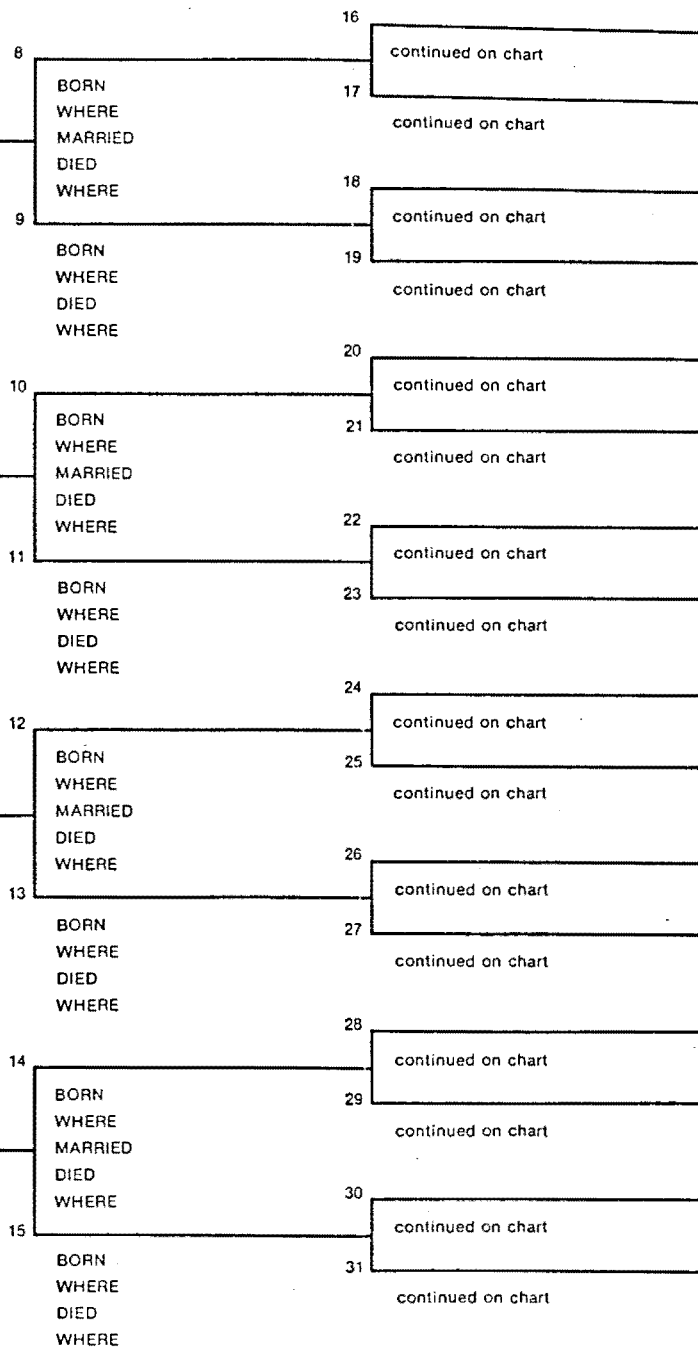 16
continued on chart
8
BORN
17
WHERE
continued on chart
MARRIED
DIED
WHERE
18
9
continued on chart
BORN
19
WHERE
continued on chart
DIED
WHERE
20
10
continued on chart
BORN
21
WHERE
continued on chart
MARRIED
DIED
WHERE
22
11
continued on chart
BORN
23
WHERE
continued on chart
DIED
WHERE
24
12
continued on chart
BORN
25
WHERE
continued on chart
MARRIED
DIED
WHERE
26
13
continued on chart
BORN
27
WHERE
continued on chart
DIED
WHERE
28
14
continued on chart
BORN
29
WHERE
continued on chart
MARRIED
DIED
WHERE
30
15
continued on chart
BORN
31
WHERE
continued on chart
DIED
WHERE